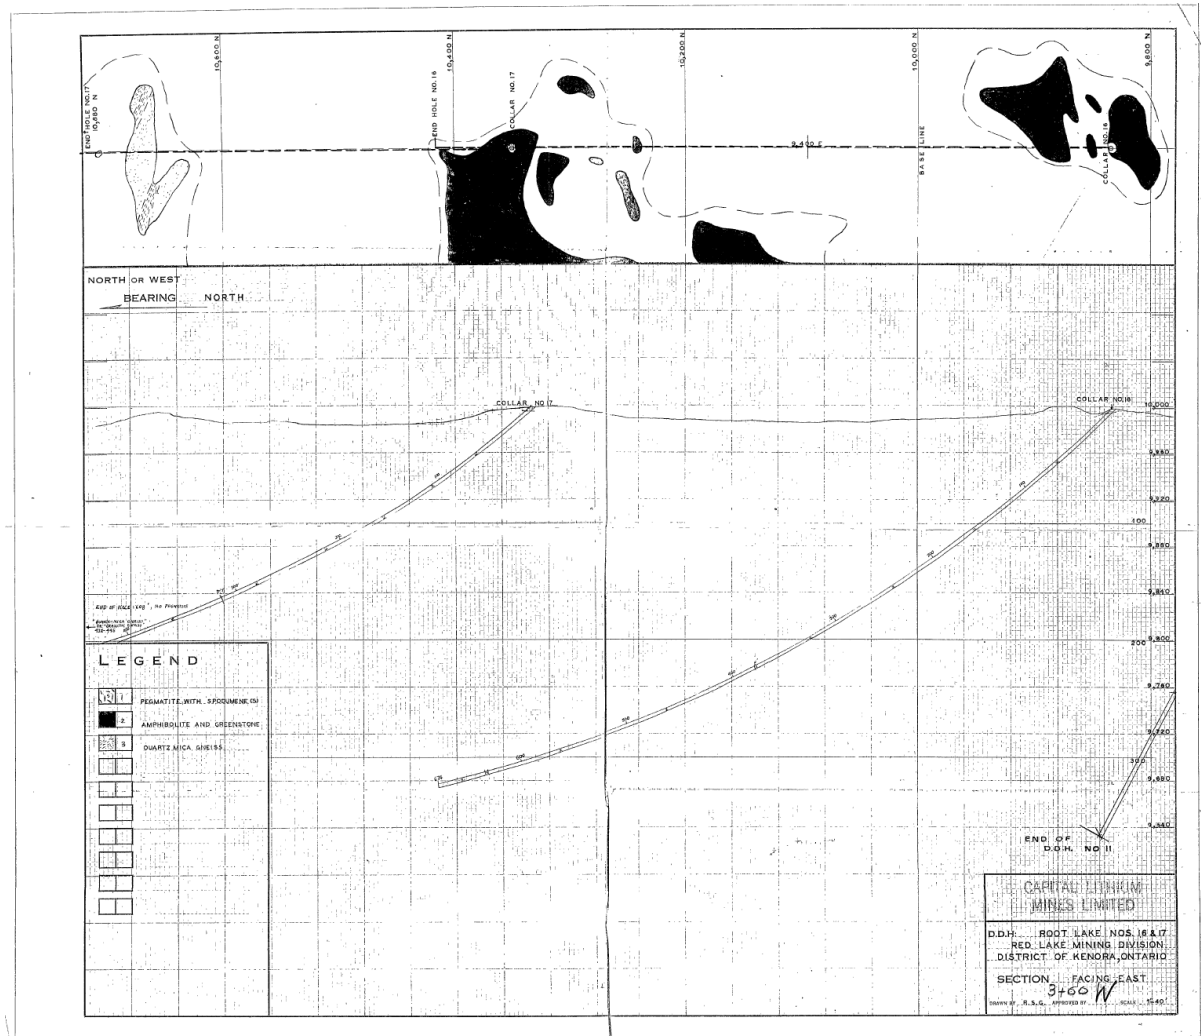 END HOLE NO.17
10,680 N
10,600 N
END HOLE NO.16
10,400 N
COLLAR NO.17
10,200 N
9,400 E
10,000 N
BASE LINE
COLLAR NO.16
9,800 N
NORTH OR WEST
BEARING NORTH
COLLAR NO.17
COLLAR NO.16
10,000
9,960
9,920
100
9,880
9,840
9,800
200
9,760
9,720
300
9,680
9,640
600
END OF
D.D.H. NO 11
LEGEND
1 PEGMATITE WITH SPODUMENE (S)
2 AMPHIBOLITE AND GREENSTONE
3 QUARTZ MICA GNEISS
CAPITAL LITHIUM
MINES LIMITED
D.D.H. ROOT LAKE NOS. 16 & 17
RED LAKE MINING DIVISION
DISTRICT OF KENORA, ONTARIO
SECTION FACING EAST
3+60 W
DRAWN BY R.S.G. APPROVED BY SCALE 1"=40'